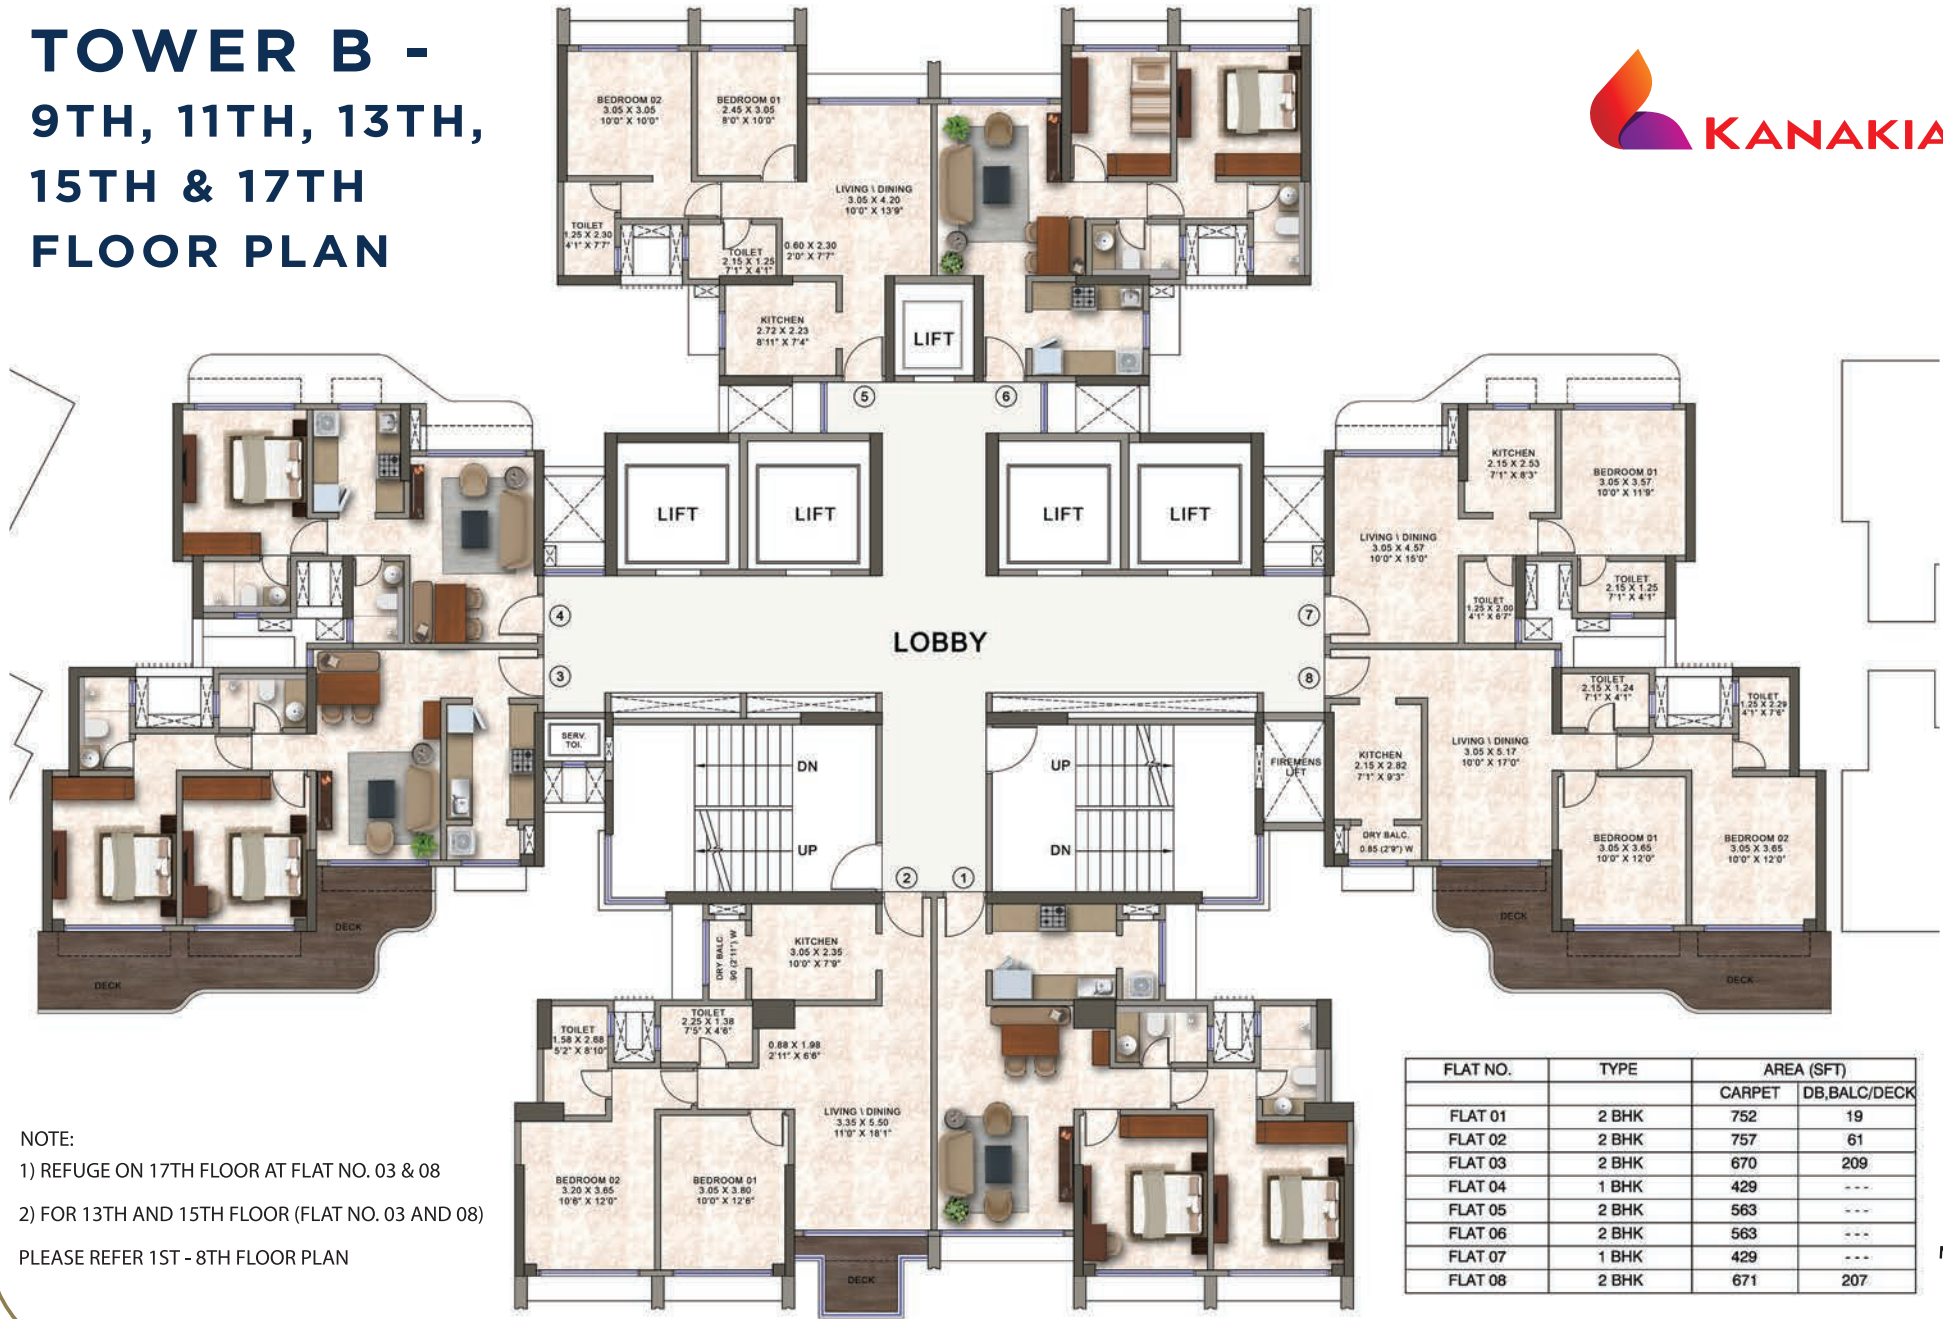 TOWER B -
9TH, 11TH, 13TH,
15TH & 17TH
FLOOR PLAN
KANAKIA
BEDROOM 02
3.05 X 3.05
10'0" X 10'0"
BEDROOM 01
2.45 X 3.05
8'0" X 10'0"
LIVING \ DINING
3.05 X 4.20
10'0" X 13'9"
TOILET
1.25 X 2.30
4'1" X 7'7"
TOILET
2.15 X 1.25
7'1" X 4'1"
0.60 X 2.30
2'0" X 7'7"
KITCHEN
2.72 X 2.23
8'11" X 7'4"
LIFT
5
6
LIFT
LIFT
LIFT
LIFT
KITCHEN
2.15 X 2.53
7'1" X 8'3"
BEDROOM 01
3.05 X 3.57
10'0" X 11'9"
LIVING \ DINING
3.05 X 4.57
10'0" X 15'0"
TOILET
1.25 X 2.00
4'1" X 6'7"
TOILET
2.15 X 1.25
7'1" X 4'1"
4
7
LOBBY
3
8
SERV.
TOI.
DN
UP
UP
DN
FIREMENS
LIFT
TOILET
2.15 X 1.24
7'1" X 4'1"
TOILET
1.25 X 2.29
4'1" X 7'6"
LIVING \ DINING
3.05 X 5.17
10'0" X 17'0"
KITCHEN
2.15 X 2.82
7'1" X 9'3"
DRY BALC.
0.85 (2'9") W
BEDROOM 01
3.05 X 3.65
10'0" X 12'0"
BEDROOM 02
3.05 X 3.65
10'0" X 12'0"
DECK
DECK
DECK
DECK
2
1
DRY BALC
90 (2'11") W
KITCHEN
3.05 X 2.35
10'0" X 7'9"
TOILET
1.58 X 2.68
5'2" X 8'10"
TOILET
2.25 X 1.38
7'5" X 4'6"
0.88 X 1.98
2'11" X 6'6"
LIVING \ DINING
3.35 X 5.50
11'0" X 18'1"
BEDROOM 02
3.20 X 3.65
10'6" X 12'0"
BEDROOM 01
3.05 X 3.80
10'0" X 12'6"
DECK
NOTE:
1) REFUGE ON 17TH FLOOR AT FLAT NO. 03 & 08
2) FOR 13TH AND 15TH FLOOR (FLAT NO. 03 AND 08)
PLEASE REFER 1ST - 8TH FLOOR PLAN
FLAT NO. TYPE AREA (SFT)
CARPET DB,BALC/DECK
FLAT 01 2 BHK 752 19
FLAT 02 2 BHK 757 61
FLAT 03 2 BHK 670 209
FLAT 04 1 BHK 429 ---
FLAT 05 2 BHK 563 ---
FLAT 06 2 BHK 563 ---
FLAT 07 1 BHK 429 ---
FLAT 08 2 BHK 671 207